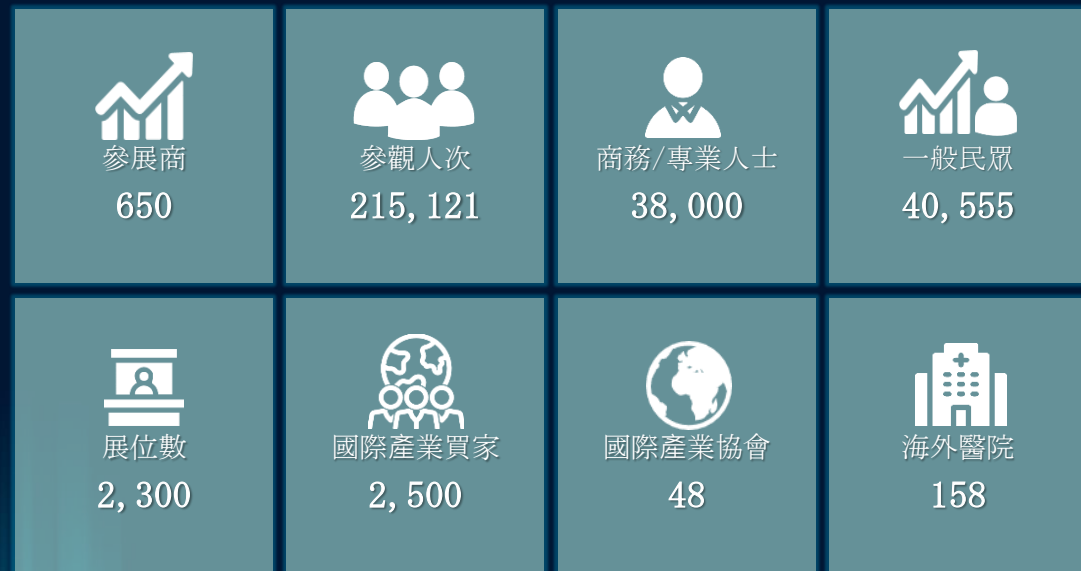 參展商
650
參觀人次
215,121
商務/專業人士
38,000
一般民眾
40,555
展位數
2,300
國際產業買家
2,500
國際產業協會
48
海外醫院
158